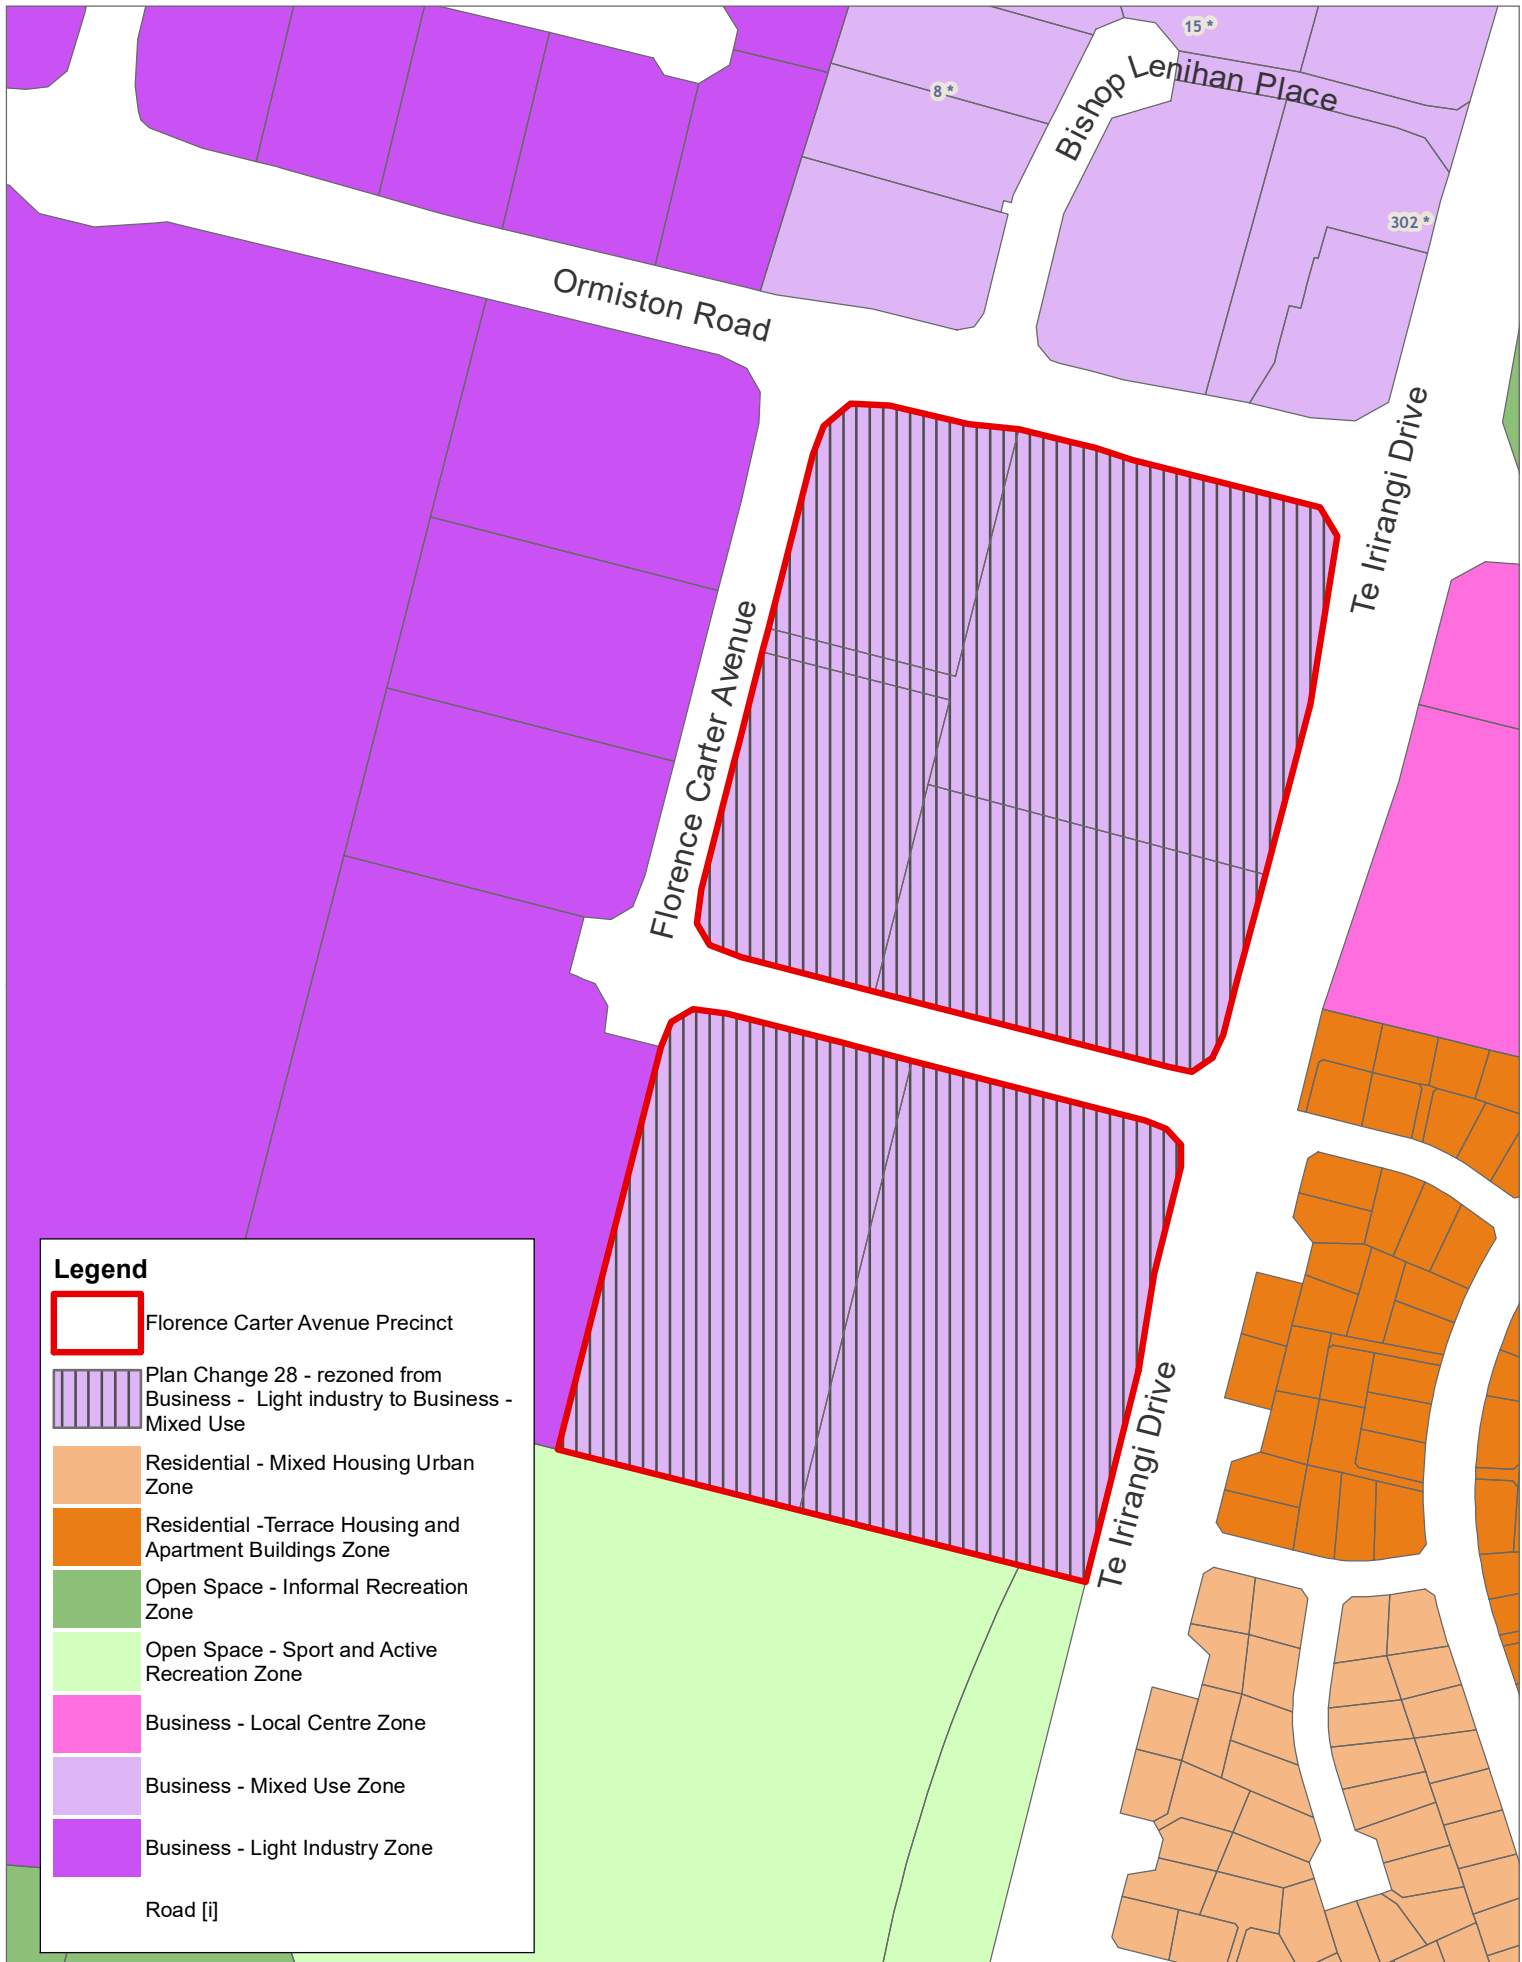 15 *
Bishop Lenihan Place
8 *
302 *
Ormiston Road
Te Irirangi Drive
Florence Carter Avenue
Te Irirangi Drive
Legend
Florence Carter Avenue Precinct
Plan Change 28 - rezoned from
Business -  Light industry to Business -
Mixed Use
Residential - Mixed Housing Urban
Zone
Residential -Terrace Housing and
Apartment Buildings Zone
Open Space - Informal Recreation
Zone
Open Space - Sport and Active
Recreation Zone
Business - Local Centre Zone
Business - Mixed Use Zone
Business - Light Industry Zone
Road [i]